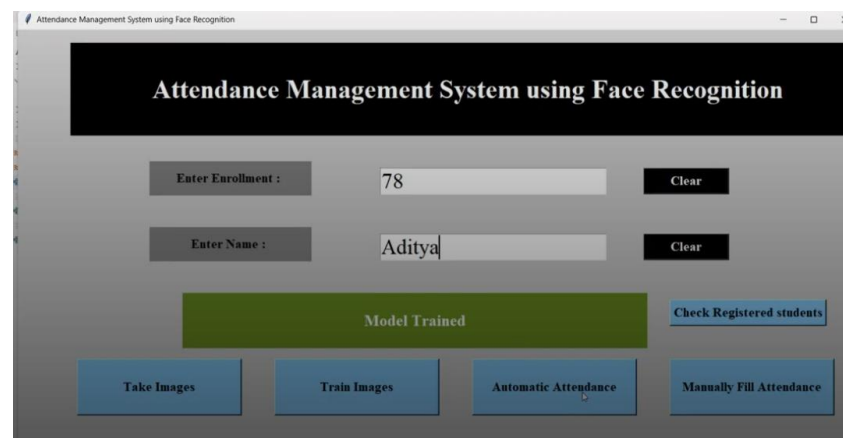 Attendance Management System using Face Recognition
Attendance Management System using Face Recognition
Enter Enrollment : 78 Clear
Enter Name : Aditya Clear
Model Trained Check Registered students
Take Images Train Images Automatic Attendance Manually Fill Attendance